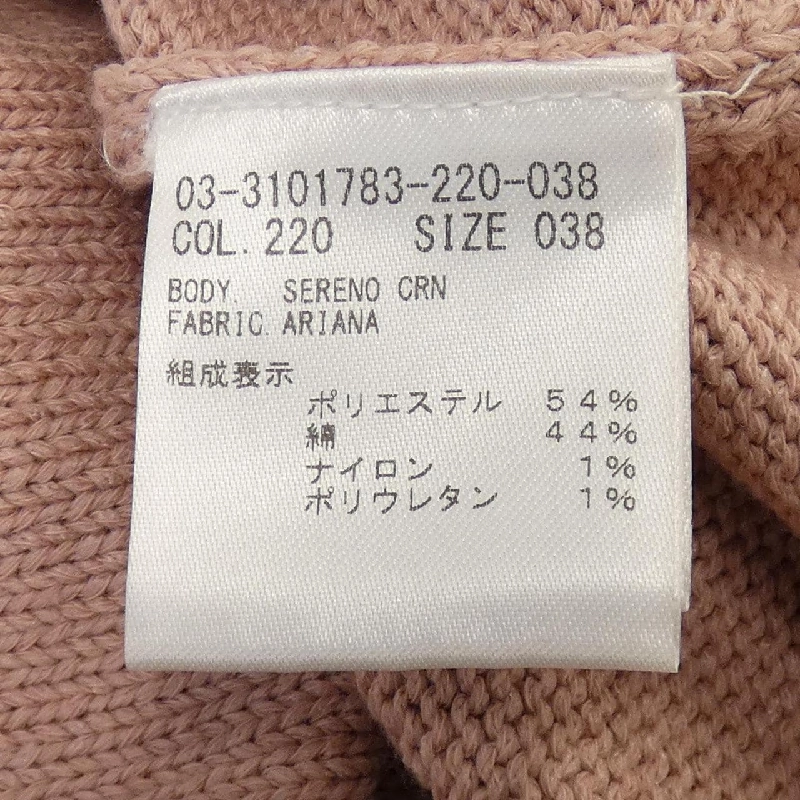 03-3101783-220-038
COL.220 SIZE 038
BODY. SERENO CRN
FABRIC.ARIANA
組成表示
ポリエステル 54%
綿 44%
ナイロン 1%
ポリウレタン 1%